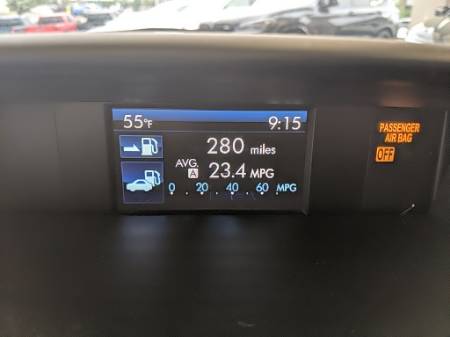 55°F 9:15
280 miles
AVG. A 23.4 MPG
0 20 40 60 MPG
PASSENGER
AIR BAG
OFF